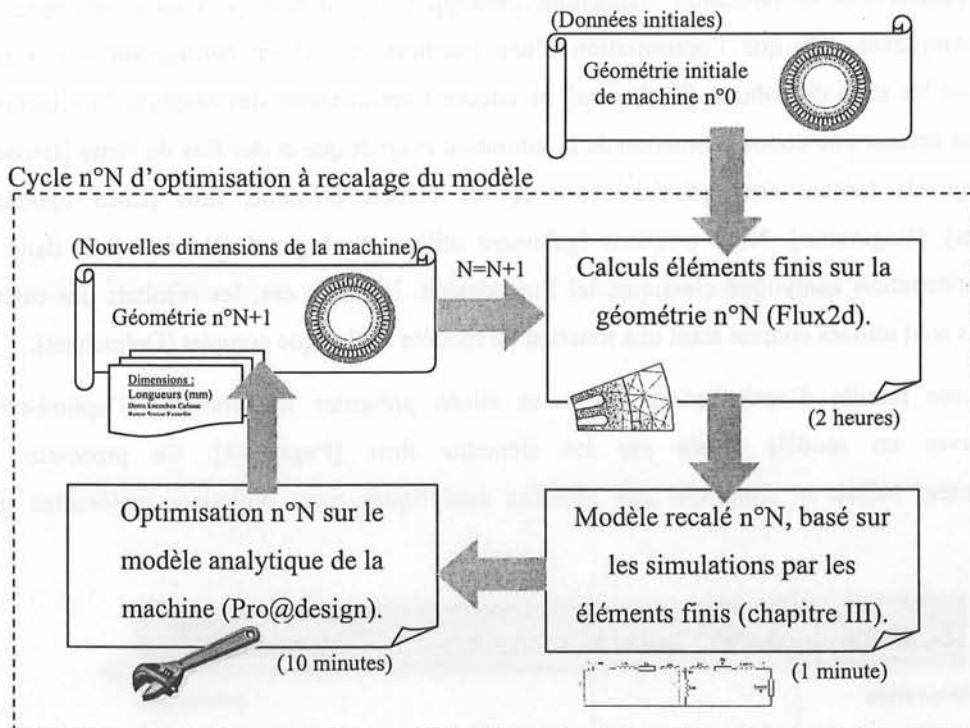 (Données initiales)
Géométrie initiale
de machine n°0
Cycle n°N d'optimisation à recalage du modèle
(Nouvelles dimensions de la machine)
N=N+1
Géométrie n°N+1
Dimensions :
Longueurs (mm)
Calculs éléments finis sur la
géométrie n°N (Flux2d).
(2 heures)
Optimisation n°N sur le
modèle analytique de la
machine (Pro@design).
(10 minutes)
Modèle recalé n°N, basé sur
les simulations par les
éléments finis (chapitre III).
(1 minute)